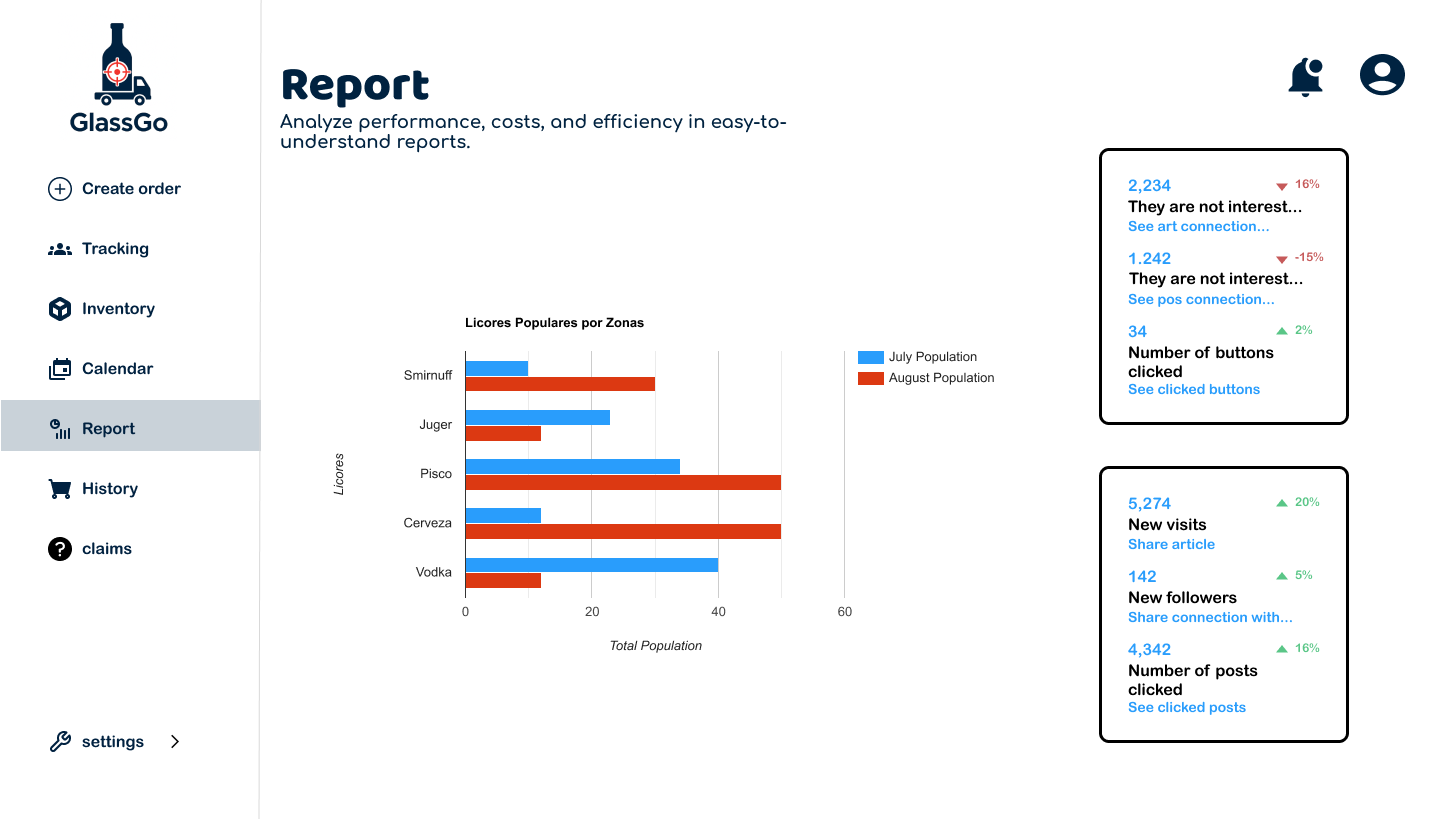 GlassGo
Create order
Tracking
Inventory
Calendar
Report
History
claims
settings
Report
Analyze performance, costs, and efficiency in easy-to-
understand reports.
Licores Populares por Zonas
July Population
August Population
Smirnuff
Juger
Pisco
Cerveza
Vodka
Licores
0 20 40 60
Total Population
2,234 16%
They are not interest...
See art connection...
1.242 -15%
They are not interest...
See pos connection...
34 2%
Number of buttons
clicked
See clicked buttons
5,274 20%
New visits
Share article
142 5%
New followers
Share connection with...
4,342 16%
Number of posts
clicked
See clicked posts